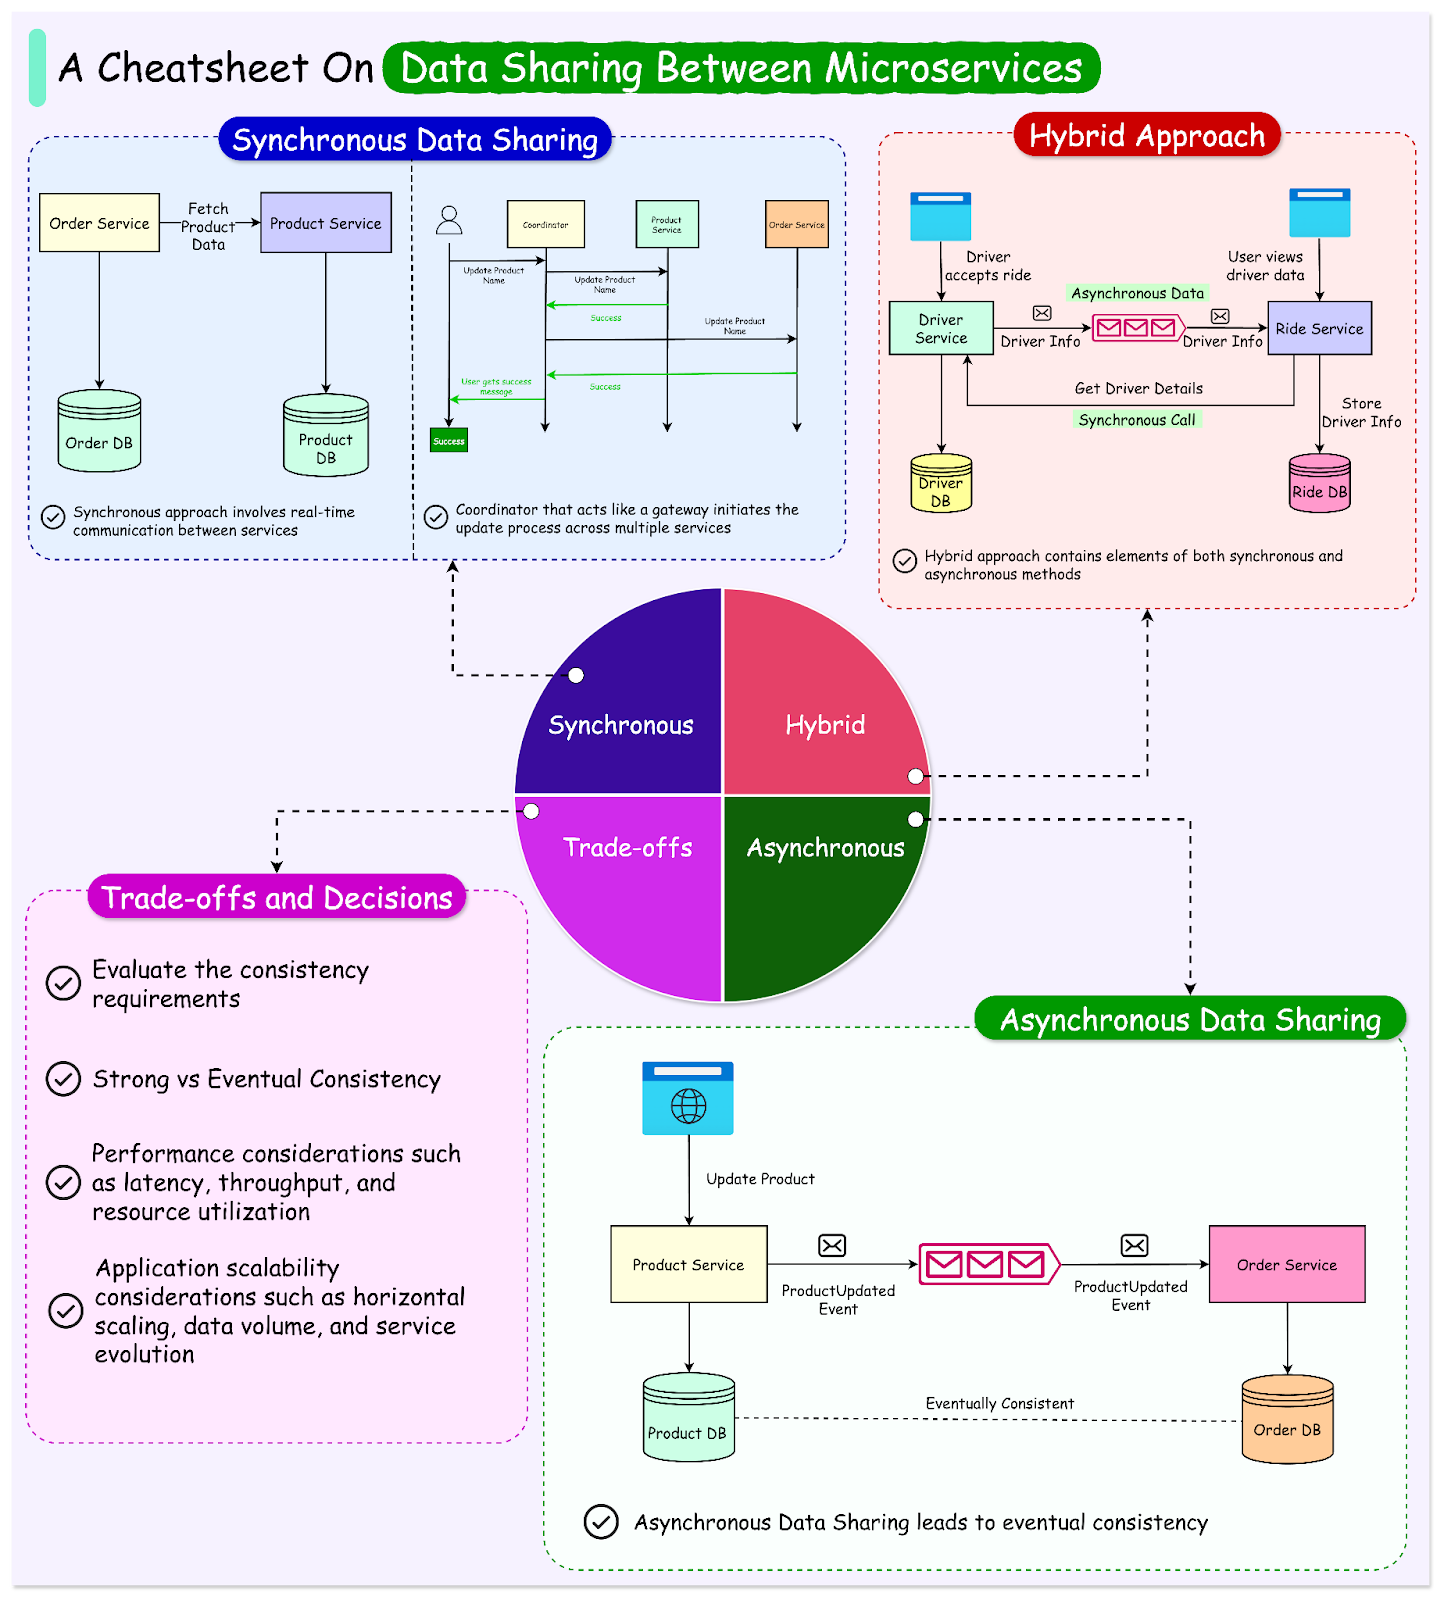 A Cheatsheet On Data Sharing Between Microservices
Synchronous Data Sharing
Order Service
Fetch
Product
Data
Product Service
Order DB
Product
DB
Synchronous approach involves real-time
communication between services
Coordinator
Product
Service
Order Service
Update Product
Name
Update Product
Name
Success
Update Product
Name
Success
User gets success
message
Success
Coordinator that acts like a gateway initiates the
update process across multiple services
Hybrid Approach
Driver
accepts ride
User views
driver data
Asynchronous Data
Driver
Service
Driver Info
Driver Info
Ride Service
Get Driver Details
Synchronous Call
Store
Driver Info
Driver
DB
Ride DB
Hybrid approach contains elements of both synchronous and
asynchronous methods
Synchronous
Hybrid
Trade-offs
Asynchronous
Trade-offs and Decisions
Evaluate the consistency
requirements
Strong vs Eventual Consistency
Performance considerations such
as latency, throughput, and
resource utilization
Application scalability
considerations such as horizontal
scaling, data volume, and service
evolution
Asynchronous Data Sharing
Update Product
Product Service
ProductUpdated
Event
ProductUpdated
Event
Order Service
Eventually Consistent
Product DB
Order DB
Asynchronous Data Sharing leads to eventual consistency